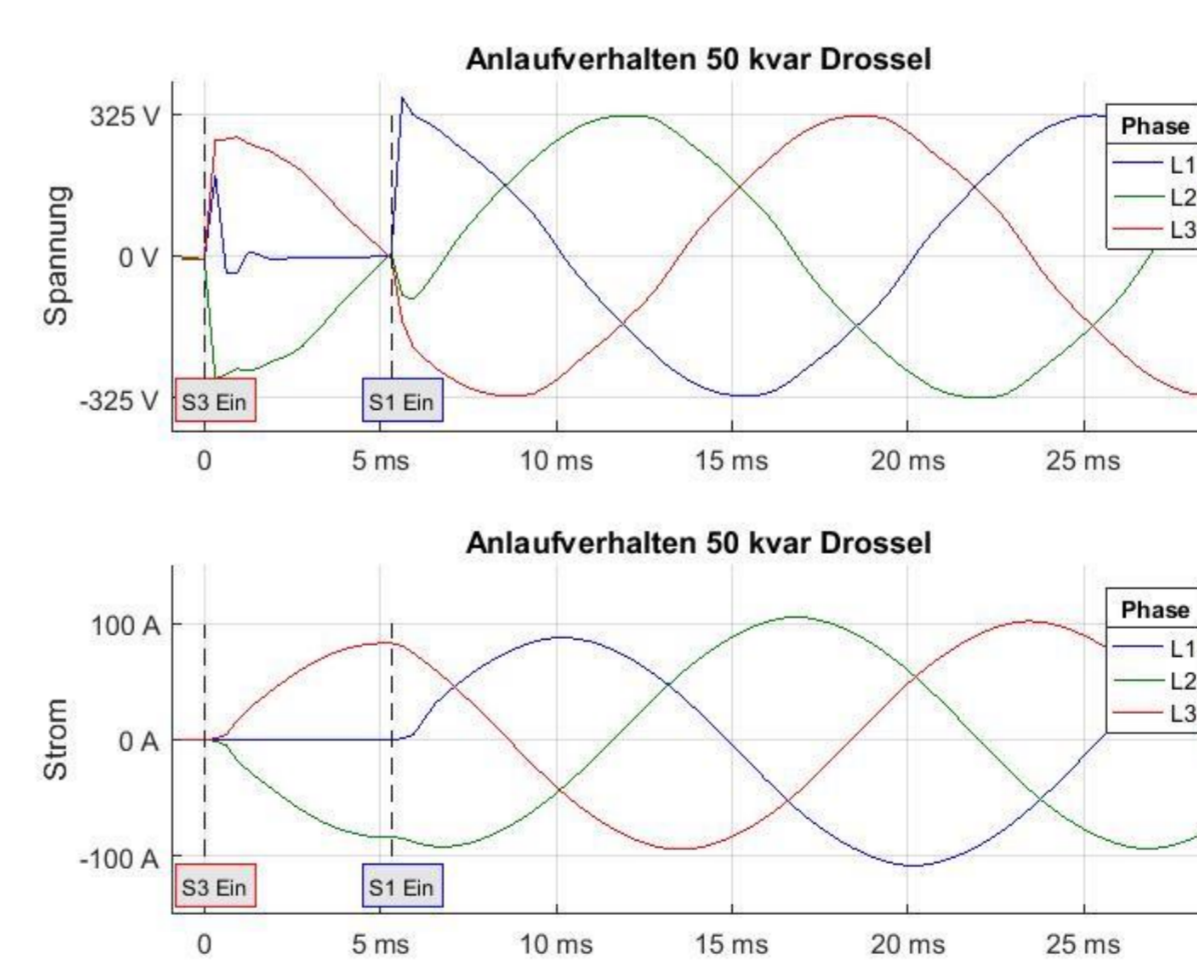 Anlaufverhalten 50 kvar Drossel
325 V
0 V
-325 V
Spannung
Phase
L1
L2
L3
S3 Ein
S1 Ein
0
5 ms
10 ms
15 ms
20 ms
25 ms
Anlaufverhalten 50 kvar Drossel
100 A
0 A
-100 A
Strom
Phase
L1
L2
L3
S3 Ein
S1 Ein
0
5 ms
10 ms
15 ms
20 ms
25 ms